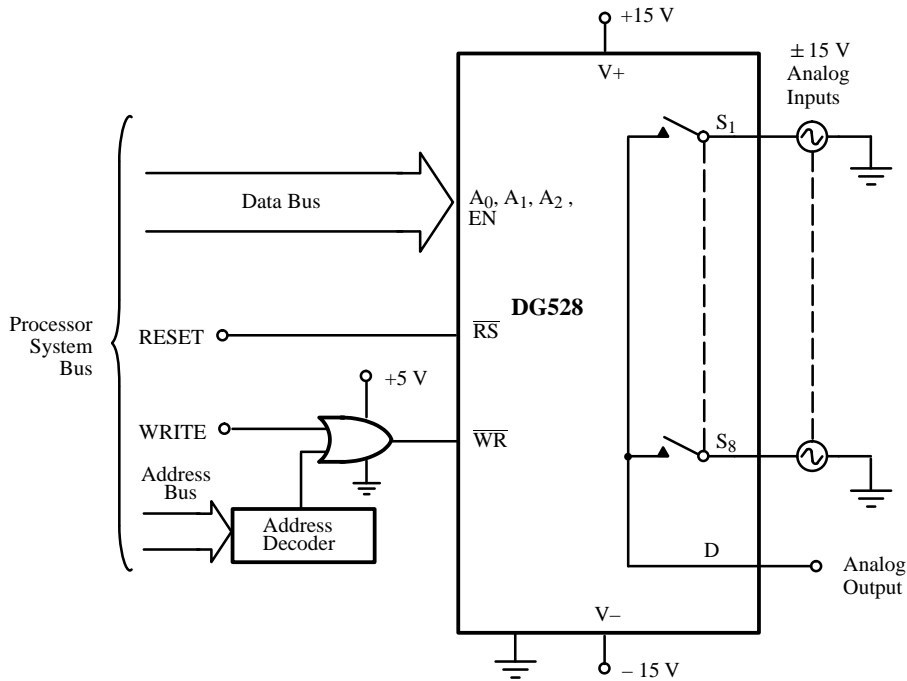 +15 V
V+
± 15 V
Analog
Inputs
S1
Data Bus
A0, A1, A2 ,
EN
DG528
Processor
System
Bus
RESET
RS
+5 V
WRITE
WR
S8
Address
Bus
Address
Decoder
D
Analog
Output
V–
– 15 V